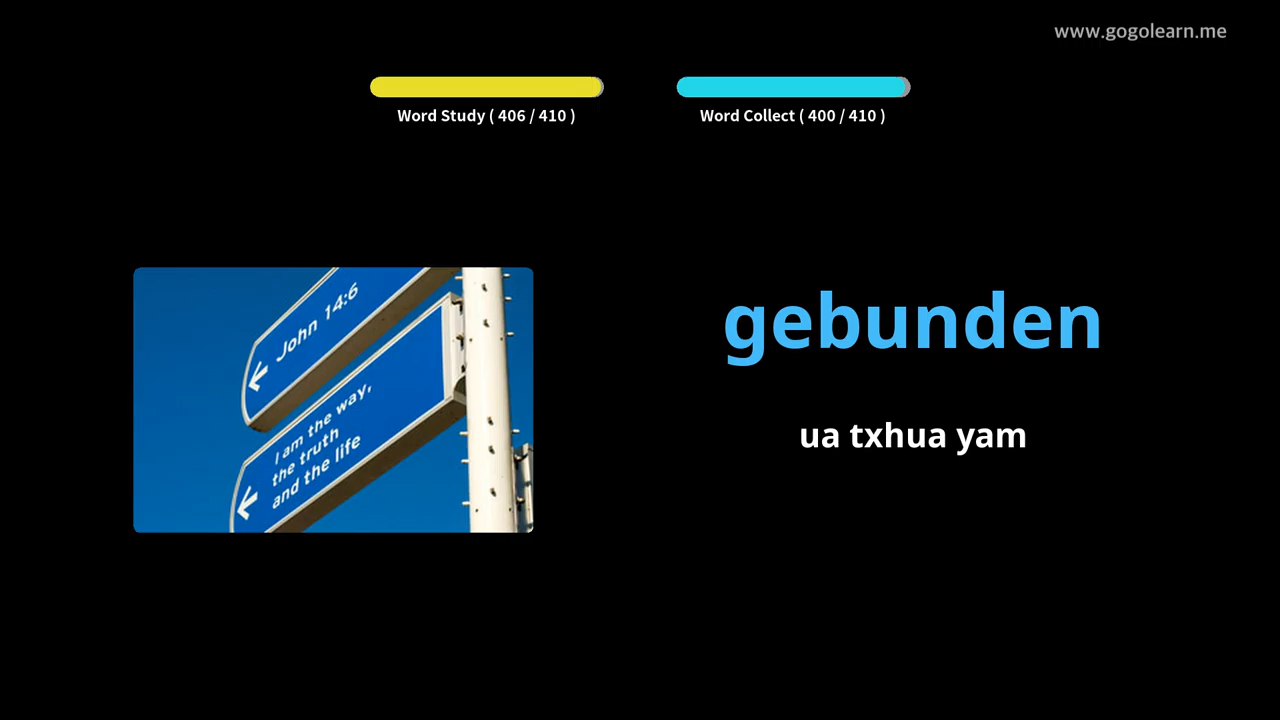 www.gogolearn.me
Word Study ( 406 / 410 )
Word Collect ( 400 / 410 )
John 14:6
I am the way,
the truth
and the life
gebunden
ua txhua yam